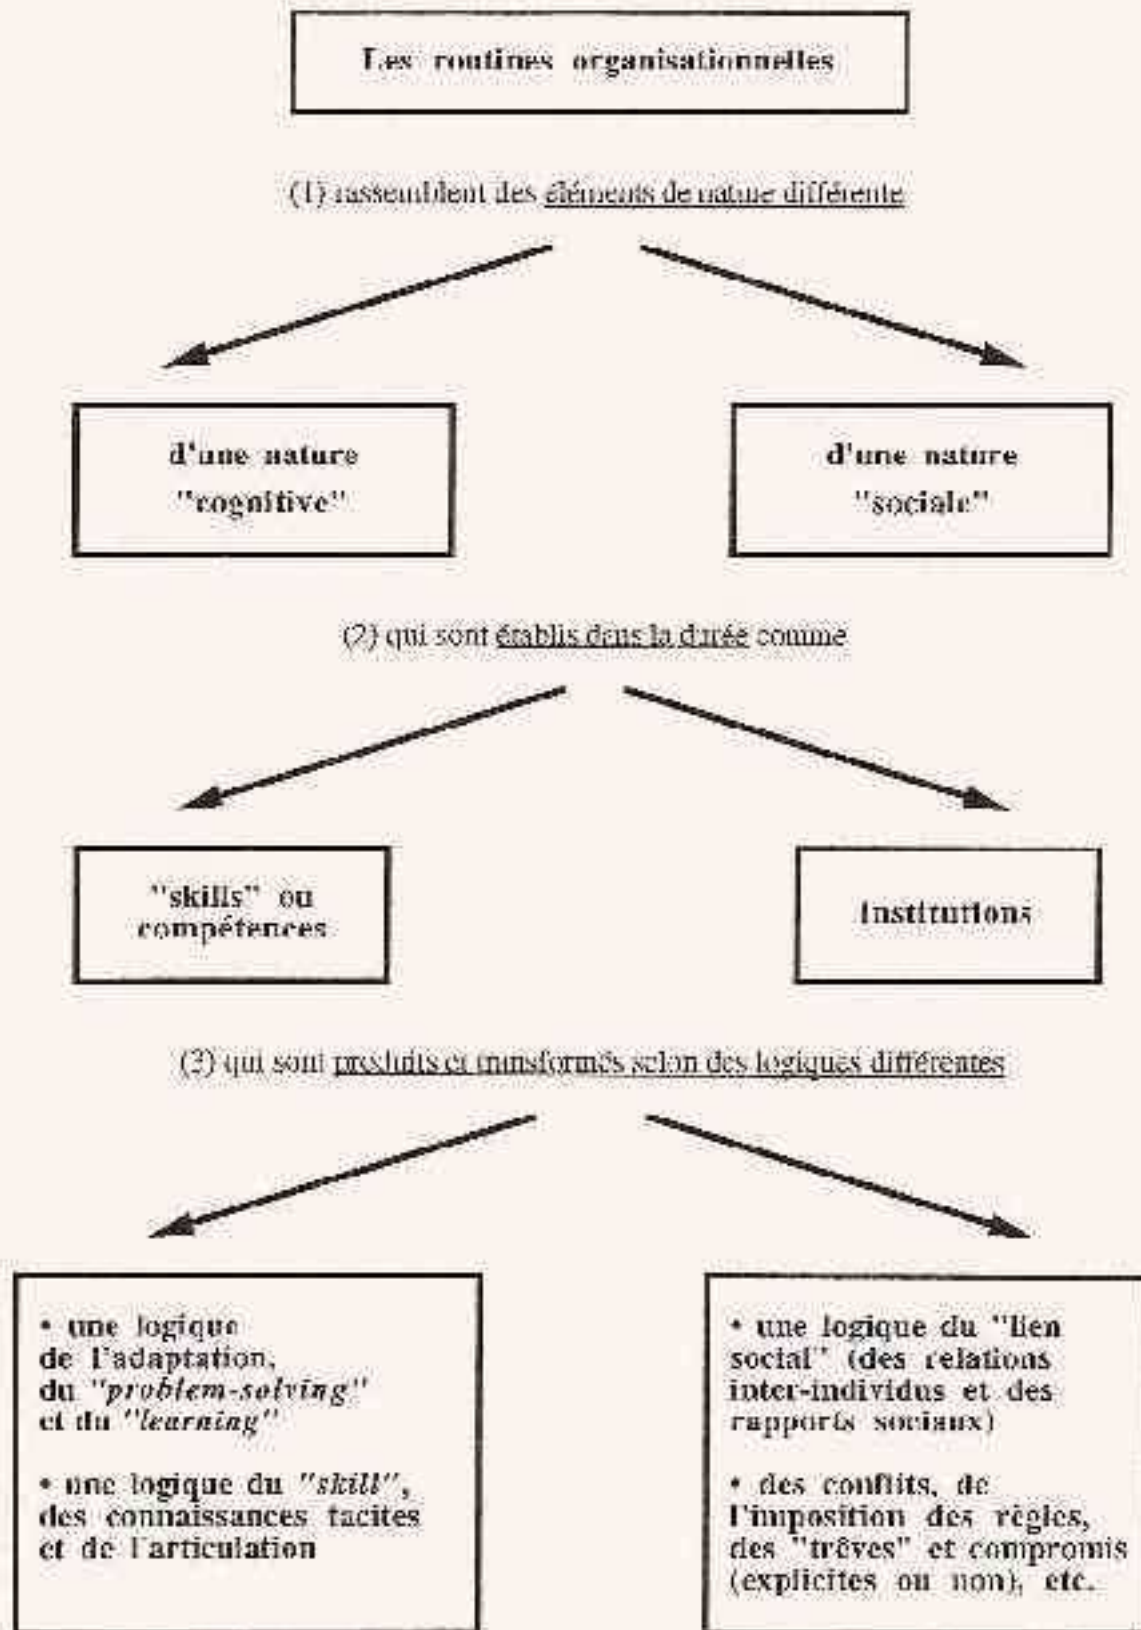 Les routines organisationnelles
(1) rassemblent des éléments de nature différente
d'une nature
"cognitive"
d'une nature
"sociale"
(2) qui sont établis dans la durée comme
"skills" ou
compétences
institutions
(3) qui sont produits et transformés selon des logiques différentes
• une logique
de l'adaptation,
du "problem-solving"
et du "learning"
• une logique du "skill",
des connaissances tacites
et de l'articulation
• une logique du "lien
social" (des relations
inter-individus et des
rapports sociaux)
• des conflits, de
l'imposition des règles,
des "trêves" et compromis
(explicites ou non), etc.